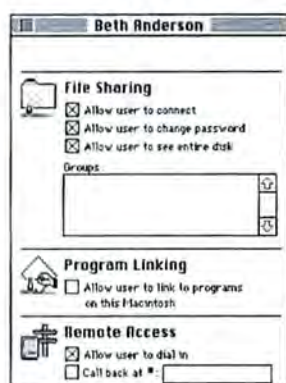 Beth Anderson
File Sharing
Allow user to connect
Allow user to change password
Allow user to see entire disk
Groups
Program Linking
Allow user to link to programs
on this Macintosh
Remote Access
Allow user to dial in
Call back at #: